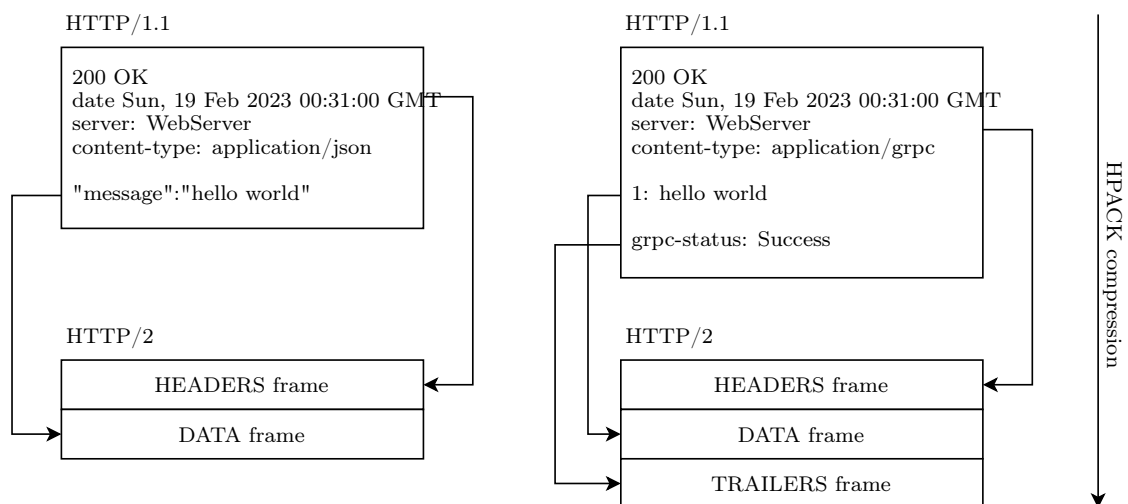 HTTP/1.1
200 OK
date Sun, 19 Feb 2023 00:31:00 GMT
server: WebServer
content-type: application/json
"message":"hello world"
HTTP/2
HEADERS frame
DATA frame
HTTP/1.1
200 OK
date Sun, 19 Feb 2023 00:31:00 GMT
server: WebServer
content-type: application/grpc
1: hello world
grpc-status: Success
HTTP/2
HEADERS frame
DATA frame
TRAILERS frame
HPACK compression